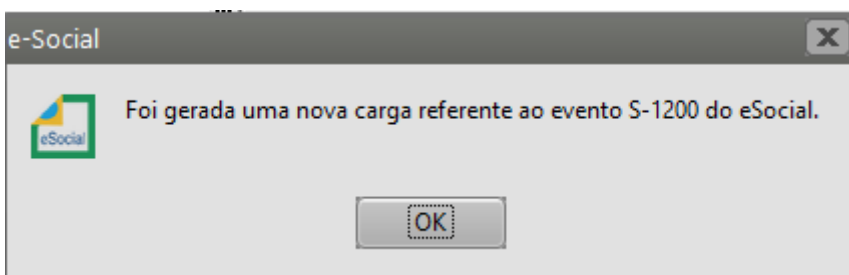 e-Social
eSocial
Foi gerada uma nova carga referente ao evento S-1200 do eSocial.
OK